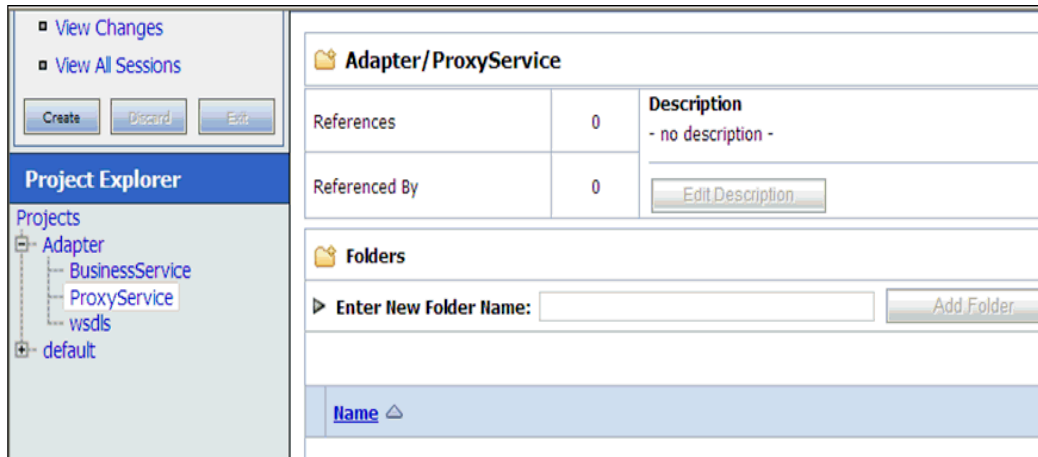 View Changes
View All Sessions
Create Discard Exit
Project Explorer
Projects
Adapter
BusinessService
ProxyService
wsdls
default
Adapter/ProxyService
References 0
Referenced By 0
Description
- no description -
Edit Description
Folders
Enter New Folder Name:
Add Folder
Name